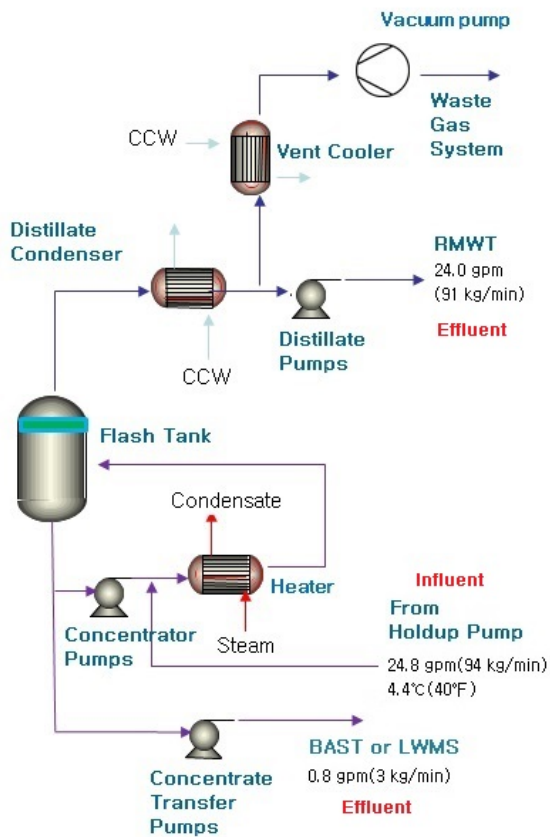 Vacuum pump
Waste
Gas
System
CCW
Vent Cooler
Distillate
Condenser
RMWT
24.0 gpm
(91 kg/min)
Effluent
Distillate
Pumps
CCW
Flash Tank
Condensate
Heater
Influent
From
Holdup Pump
Concentrator
Pumps
Steam
24.8 gpm(94 kg/min)
4.4°c(40°F)
BAST or LWMS
0.8 gpm(3 kg/min)
Effluent
Concentrate
Transfer
Pumps